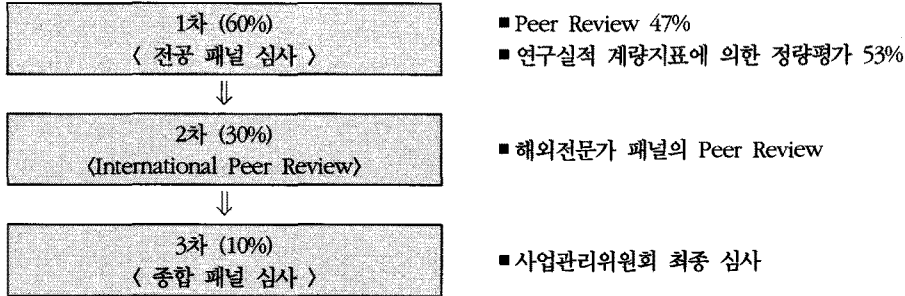 1차 (60%)
〈 전공 패널 심사 〉
■ Peer Review 47%
■ 연구실적 계량지표에 의한 정량평가 53%
⇓
2차 (30%)
〈International Peer Review〉
■ 해외전문가 패널의 Peer Review
⇓
3차 (10%)
〈 종합 패널 심사 〉
■ 사업관리위원회 최종 심사